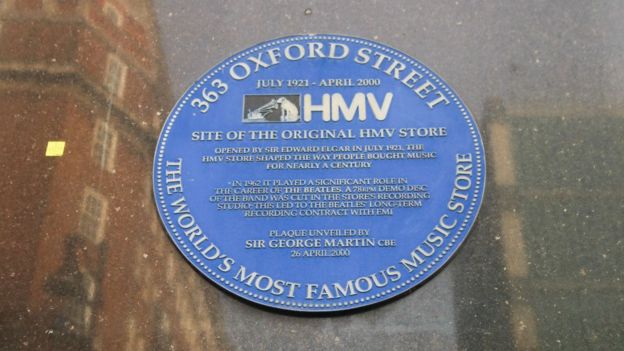 363 OXFORD STREET
JULY 1921 - APRIL 2000
HMV
SITE OF THE ORIGINAL HMV STORE
OPENED BY SIR EDWARD ELGAR IN JULY 1921, THE
HMV STORE SHAPED THE WAY PEOPLE BOUGHT MUSIC
FOR NEARLY A CENTURY
•IN 1962 IT PLAYED A SIGNIFICANT ROLE IN
THE CAREER OF THE BEATLES. A 78RPM DEMO DISC
OF THE BAND WAS CUT IN THE STORE'S RECORDING
STUDIO; THIS LED TO THE BEATLES' LONG-TERM
RECORDING CONTRACT WITH EMI
PLAQUE UNVEILED BY
SIR GEORGE MARTIN CBE
26 APRIL 2000
THE WORLD'S MOST FAMOUS MUSIC STORE